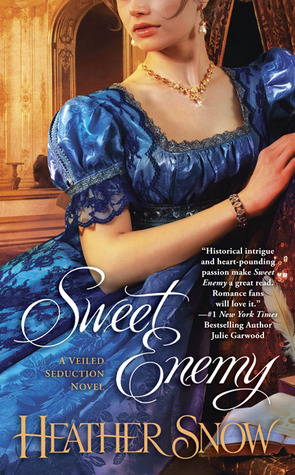 "Historical intrigue
and heart-pounding
passion make Sweet
Enemy a great read.
Romance fans
will love it."
—#1 New York Times
Bestselling Author
Julie Garwood
Sweet
Enemy
A VEILED
SEDUCTION
NOVEL
HEATHER SNOW